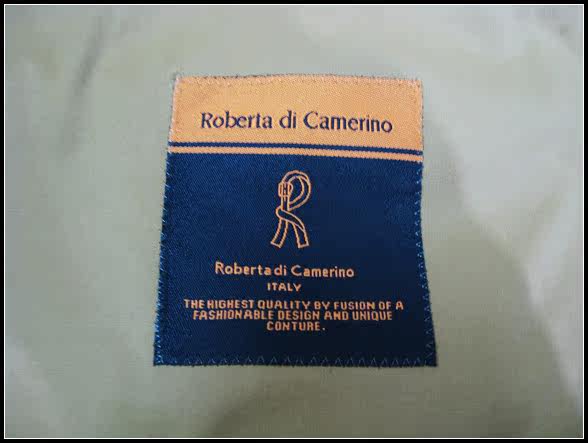 Roberta di Camerino
R
Roberta di Camerino
ITALY
THE HIGHEST QUALITY BY FUSION OF A
FASHIONABLE DESIGN AND UNIQUE
CONTURE.